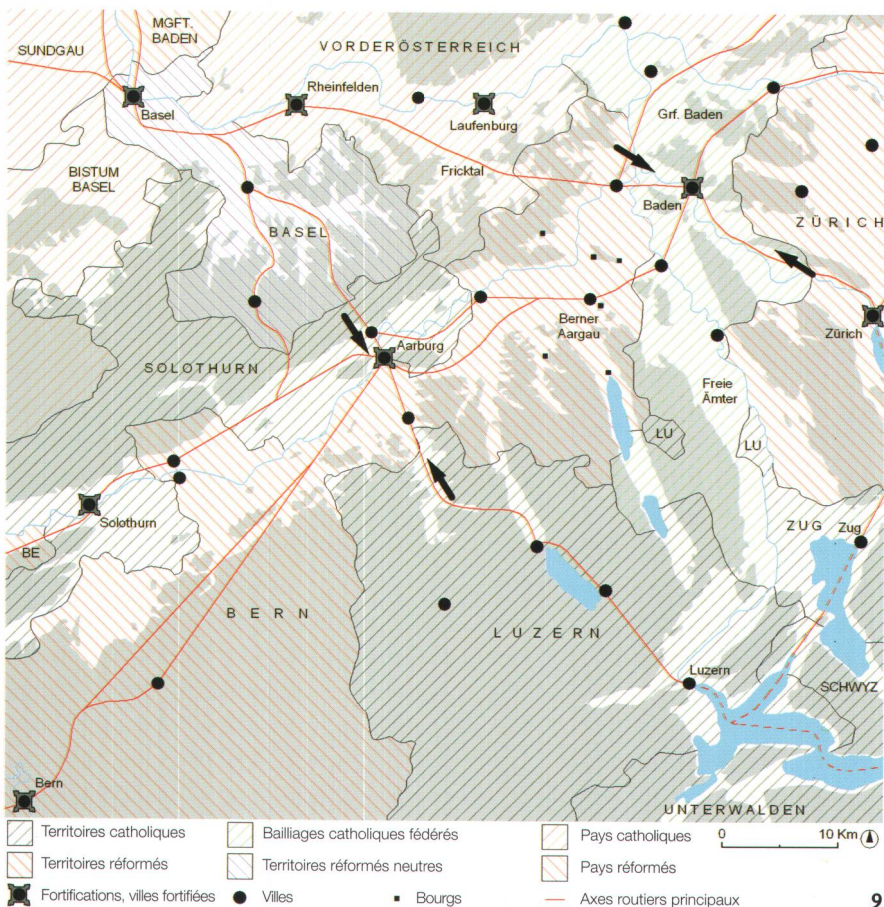 MGFT.
BADEN
SUNDGAU
VORDERÖSTERREICH
Basel
Rheinfelden
Laufenburg
Grf. Baden
Fricktal
BISTUM
BASEL
Baden
ZÜRICH
BASEL
Zürich
Berner
Aargau
Aarburg
SOLOTHURN
Freie
Ämter
LU
LU
Solothurn
ZUG
Zug
BE
BERN
LUZERN
Luzern
SCHWYZ
Bern
UNTERWALDEN
Territoires catholiques
Bailliages catholiques fédérés
Pays catholiques
0 10 Km
Territoires réformés
Territoires réformés neutres
Pays réformés
Fortifications, villes fortifiées
Villes
Bourgs
Axes routiers principaux
9